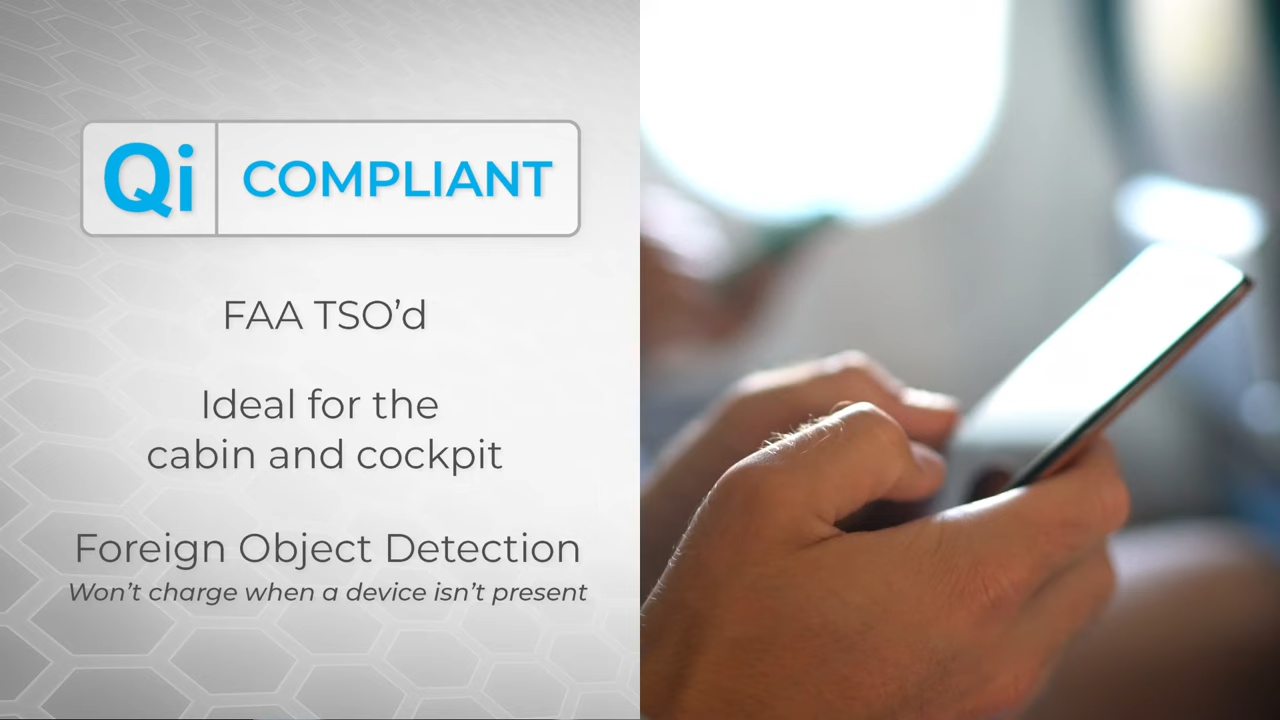 Qi COMPLIANT
FAA TSO’d
Ideal for the
cabin and cockpit
Foreign Object Detection
Won’t charge when a device isn’t present